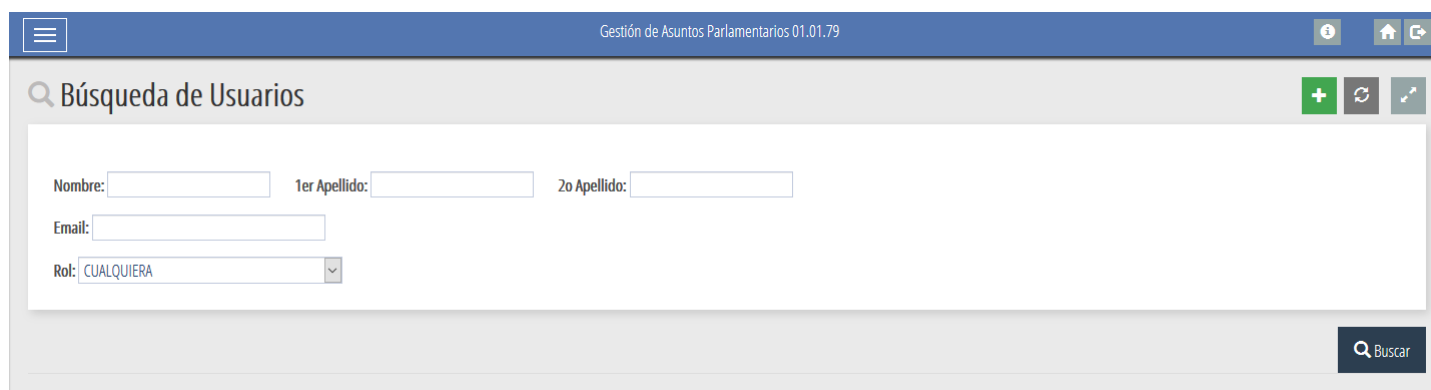 Gestión de Asuntos Parlamentarios 01.01.79
Búsqueda de Usuarios
Nombre: 1er Apellido: 2o Apellido:
Email:
Rol: CUALQUIERA
Buscar